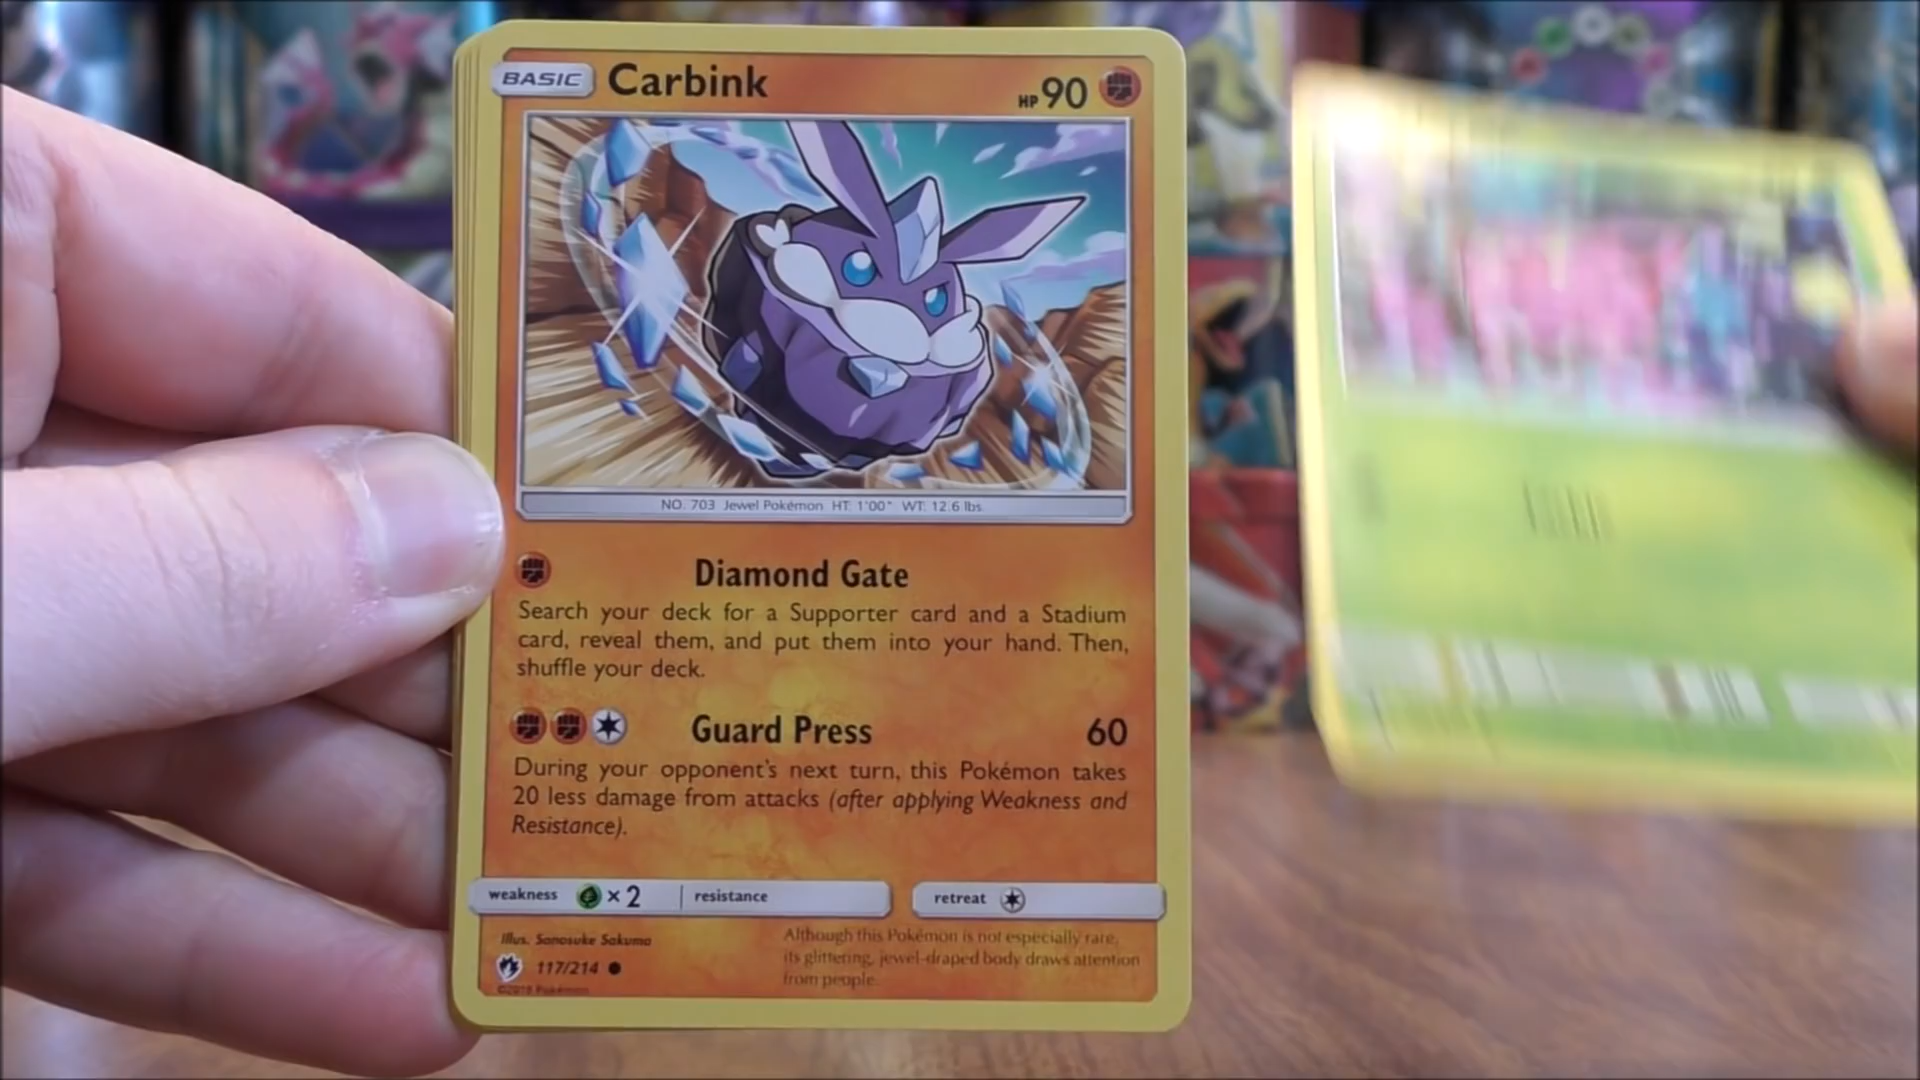 BASIC Carbink HP 90
NO. 703 Jewel Pokémon HT: 1'00" WT: 12.6 lbs.
Diamond Gate
Search your deck for a Supporter card and a Stadium
card, reveal them, and put them into your hand. Then,
shuffle your deck.
Guard Press 60
During your opponent's next turn, this Pokémon takes
20 less damage from attacks (after applying Weakness and
Resistance).
weakness × 2 resistance retreat
Illus. Sanosuke Sakuma
117/214
©2019 Pokémon
Although this Pokémon is not especially rare,
its glittering, jewel-draped body draws attention
from people.